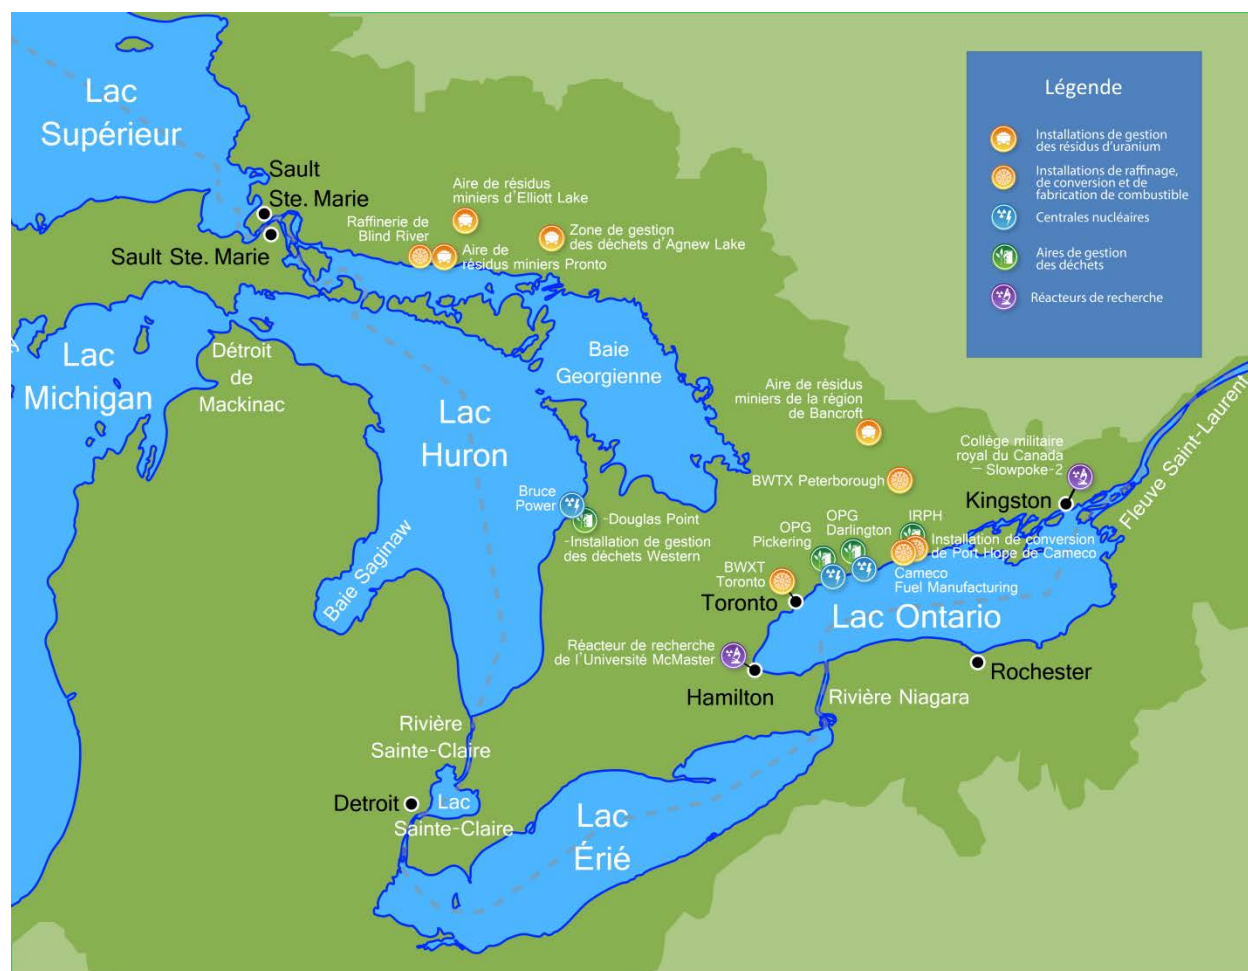 Lac
Supérieur
Sault
Ste. Marie
Sault Ste. Marie
Aire de résidus
miniers d'Elliott Lake
Raffinerie de
Blind River
Aire de
résidus miniers Pronto
Zone de gestion
des déchets d'Agnew Lake
Légende
Installations de gestion
des résidus d'uranium
Installations de raffinage,
de conversion et de
fabrication de combustible
Centrales nucléaires
Aires de gestion
des déchets
Réacteurs de recherche
Lac
Michigan
Détroit
de
Mackinac
Lac
Huron
Baie
Georgienne
Baie Saginaw
Bruce
Power
-Douglas Point
-Installation de gestion
des déchets Western
Aire de résidus
miniers de la région
de Bancroft
BWTX Peterborough
Collège militaire
royal du Canada
– Slowpoke-2
Kingston
Fleuve Saint-Laurent
OPG
Pickering
OPG
Darlington
IRPH
Installation de conversion
de Port Hope de Cameco
Cameco
Fuel Manufacturing
BWXT
Toronto
Toronto
Lac Ontario
Réacteur de recherche
de l'Université McMaster
Hamilton
Rochester
Rivière Niagara
Rivière
Sainte-Claire
Detroit
Lac
Sainte-Claire
Lac
Érié